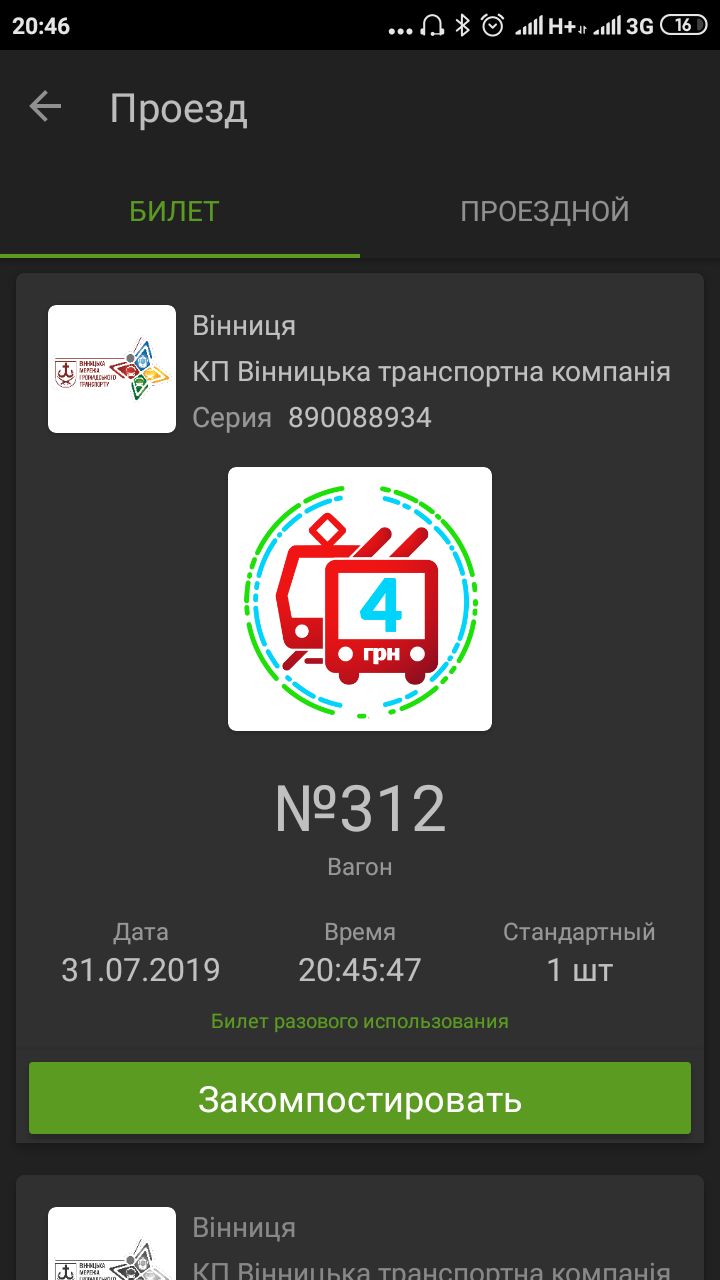 20:46
H+
3G
16
Проезд
БИЛЕТ
ПРОЕЗДНОЙ
Вінниця
ВІННИЦЬКА
МЕРЕЖА
ГРОМАДСЬКОГО
ТРАНСПОРТУ
КП Вінницька транспортна компанія
Серия 890088934
4
грн
№312
Вагон
Дата
Время
Стандартный
31.07.2019
20:45:47
1 шт
Билет разового использования
Закомпостировать
Вінниця
ВІННИЦЬКА
МЕРЕЖА
КП Вінницька транспортна компанія